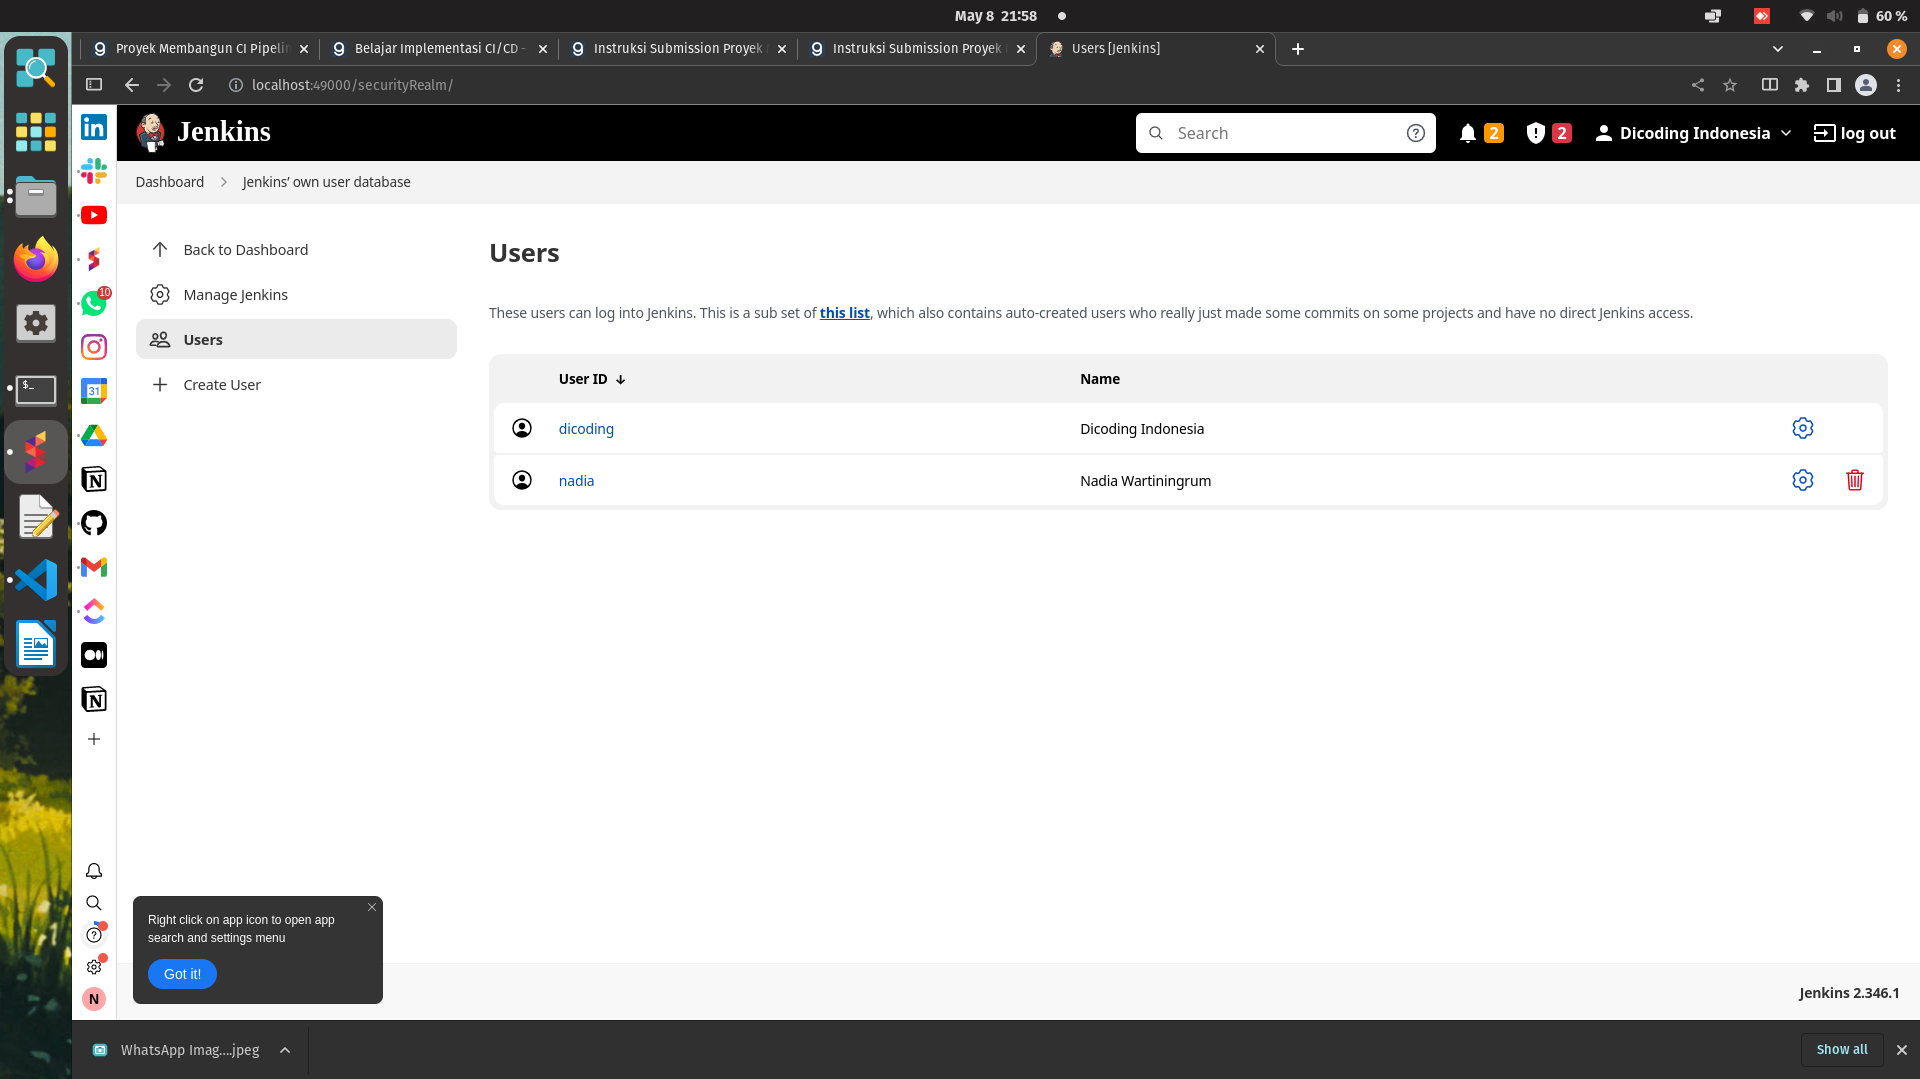 May 8 21:58
60 %
Proyek Membangun CI Pipelin
Belajar Implementasi CI/CD -
Instruksi Submission Proyek
Instruksi Submission Proyek
Users [Jenkins]
localhost:49000/securityRealm/
Jenkins
Search
2
2
Dicoding Indonesia
log out
Dashboard
Jenkins’ own user database
Back to Dashboard
Manage Jenkins
Users
Create User
Users
These users can log into Jenkins. This is a sub set of this list, which also contains auto-created users who really just made some commits on some projects and have no direct Jenkins access.
User ID ↓
Name
dicoding
Dicoding Indonesia
nadia
Nadia Wartiningrum
10
31
Right click on app icon to open app
search and settings menu
Got it!
N
Jenkins 2.346.1
WhatsApp Imag....jpeg
Show all